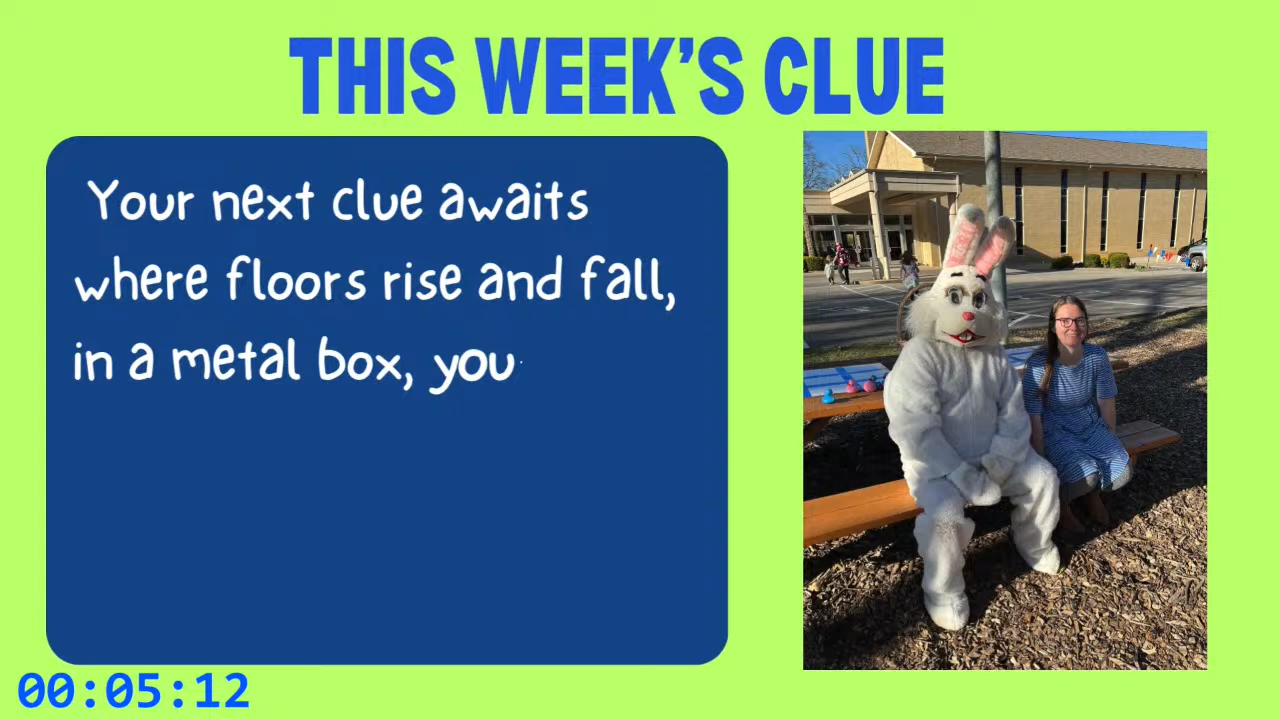 THIS WEEK'S CLUE
Your next clue awaits
where floors rise and fall,
in a metal box, you
00:05:12